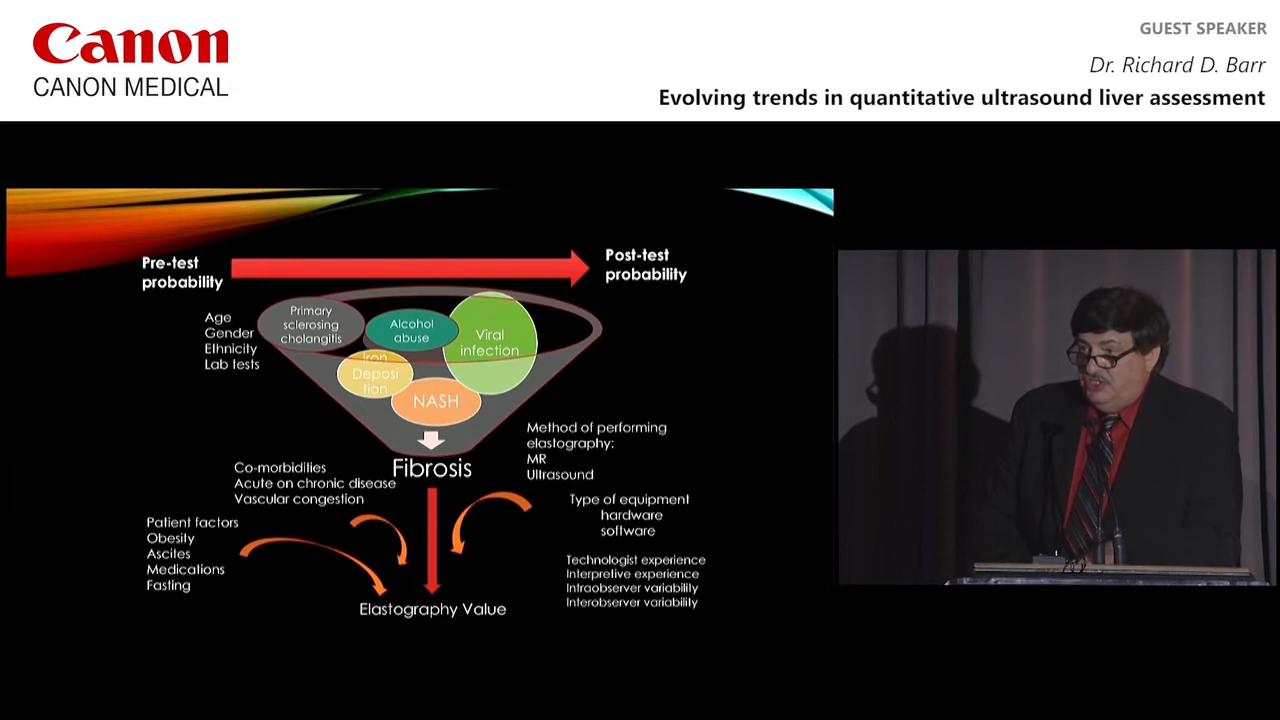 Canon
CANON MEDICAL
GUEST SPEAKER
Dr. Richard D. Barr
Evolving trends in quantitative ultrasound liver assessment
Pre-test
probability
Post-test
probability
Age
Gender
Ethnicity
Lab tests
Primary
sclerosing
cholangitis
Alcohol
abuse
Viral
infection
Iron
Deposi
tion
NASH
Fibrosis
Method of performing
elastography:
MR
Ultrasound
Co-morbidities
Acute on chronic disease
Vascular congestion
Type of equipment
hardware
software
Patient factors
Obesity
Ascites
Medications
Fasting
Technologist experience
Interpretive experience
Intraobserver variability
Interobserver variability
Elastography Value